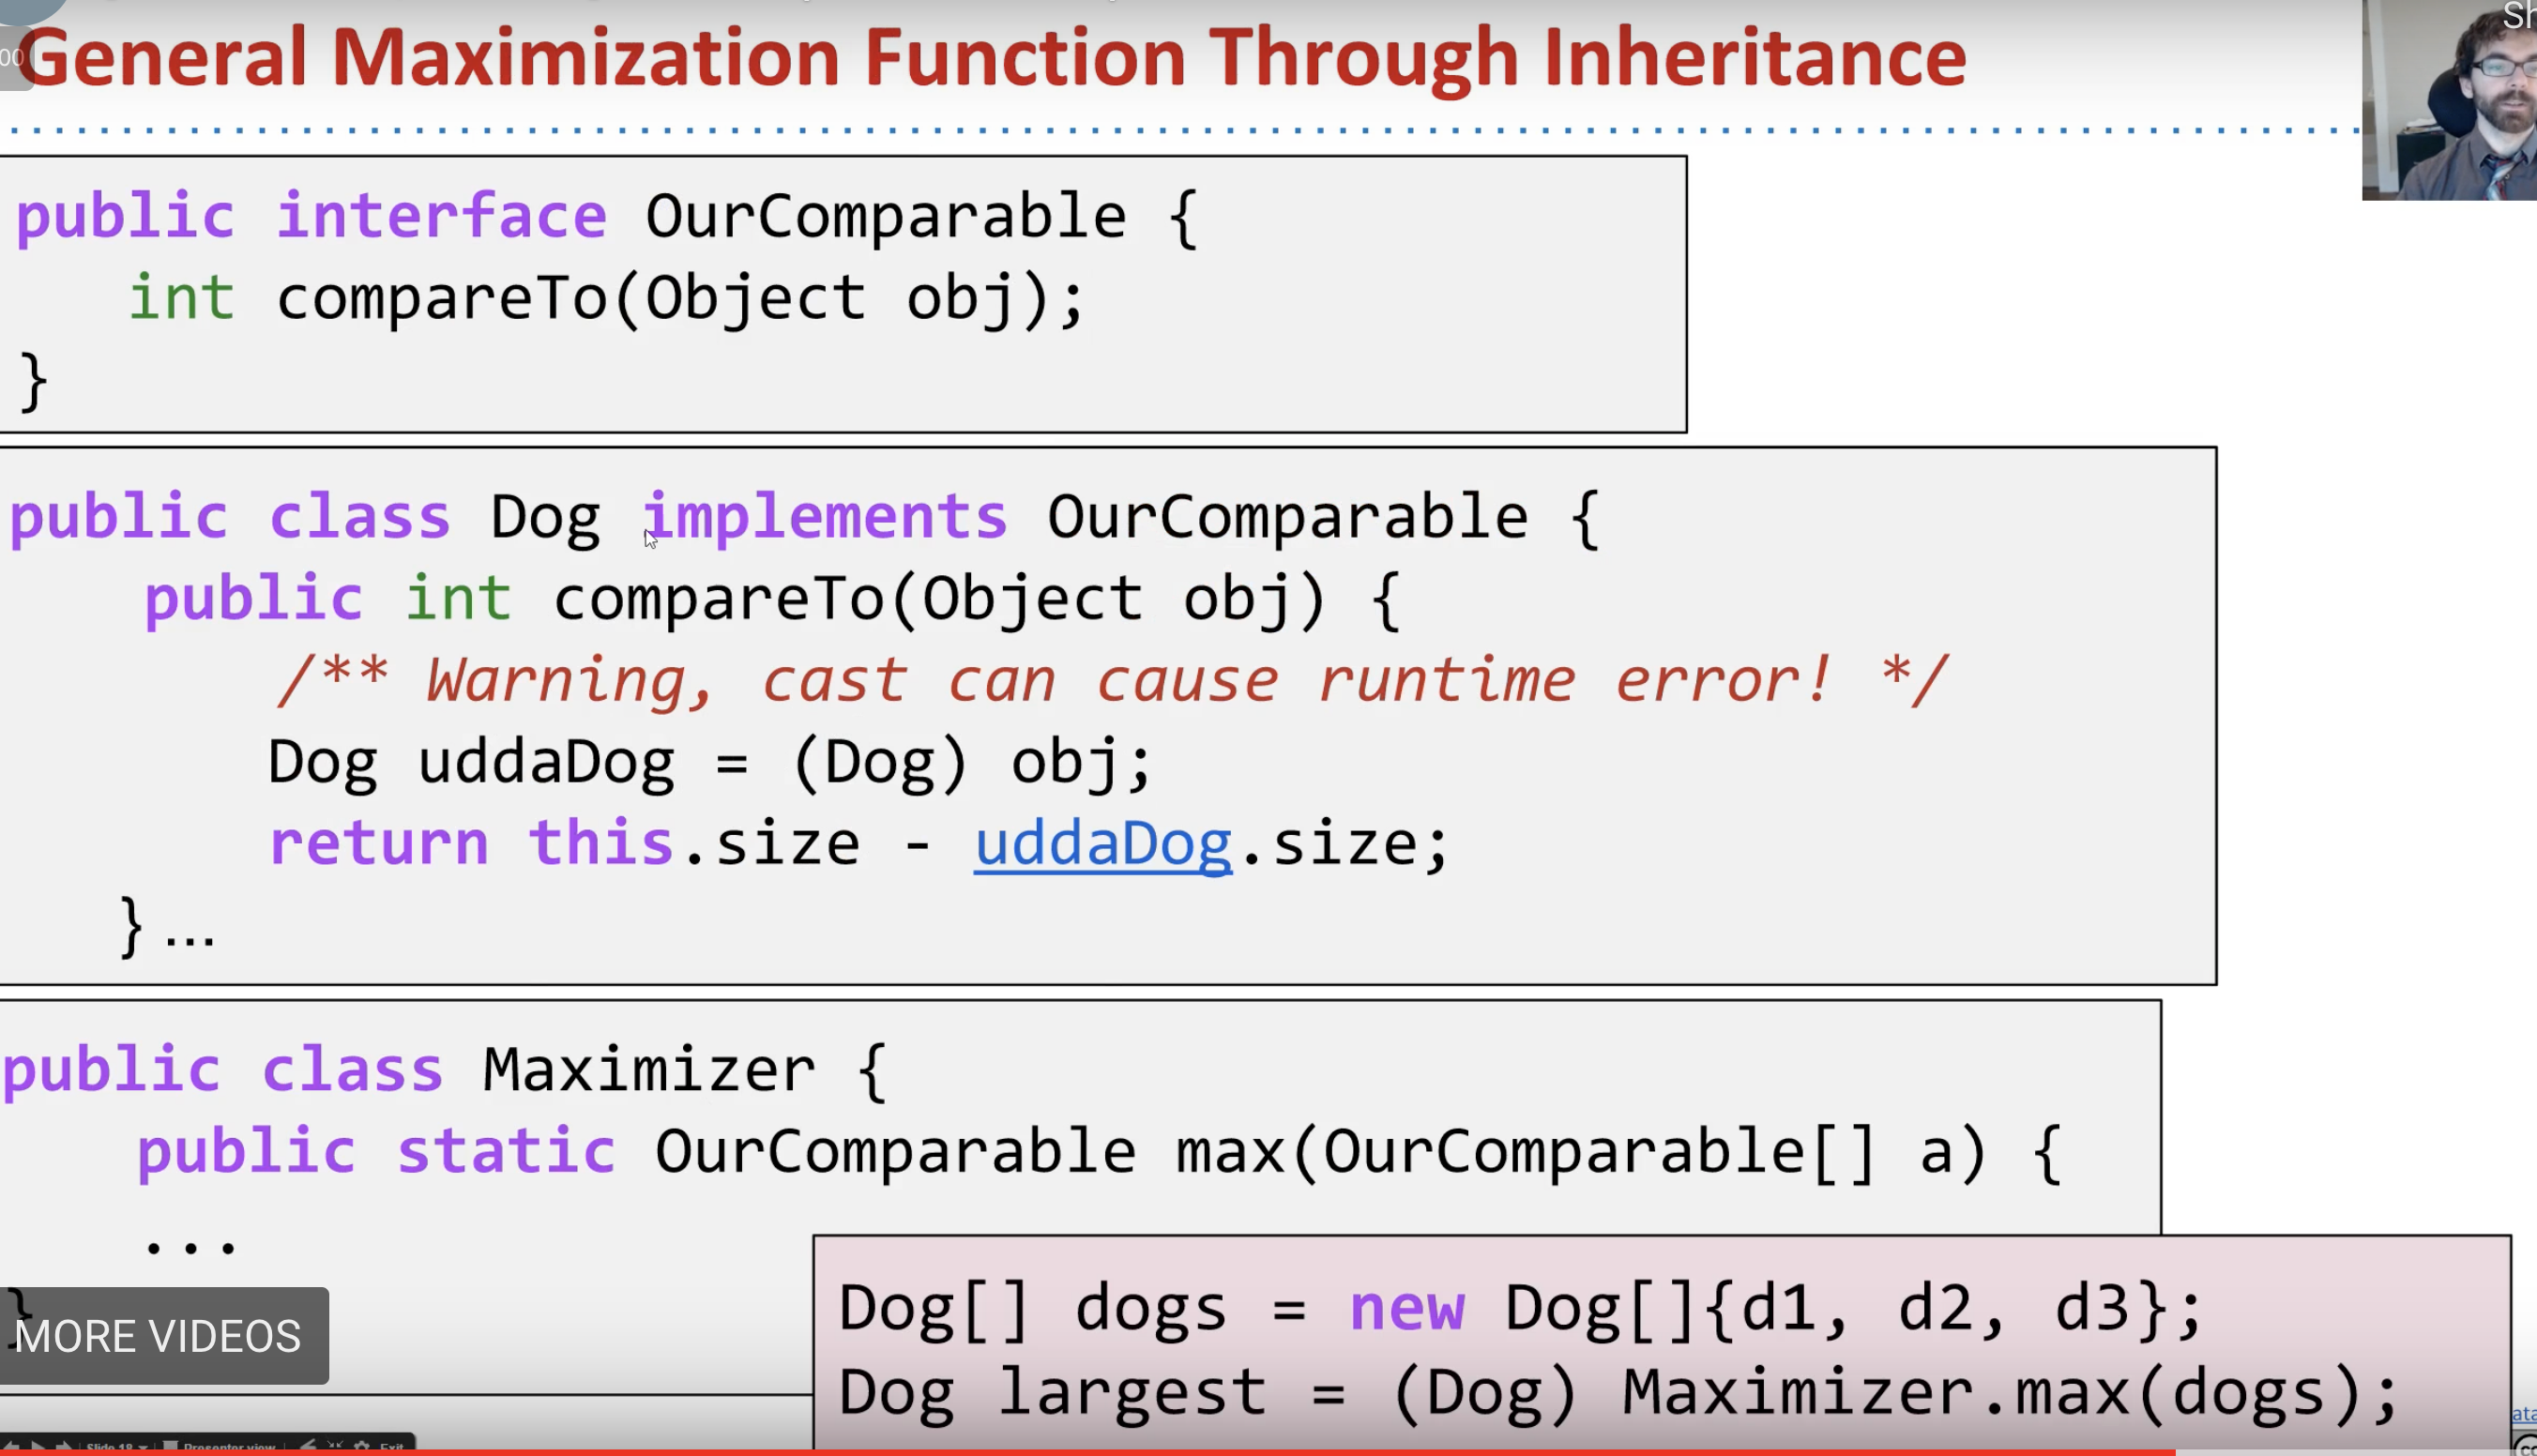 General Maximization Function Through Inheritance
Sh
00
public interface OurComparable {
int compareTo(Object obj);
}
public class Dog implements OurComparable {
public int compareTo(Object obj) {
/** Warning, cast can cause runtime error! */
Dog uddaDog = (Dog) obj;
return this.size - uddaDog.size;
} ...
public class Maximizer {
public static OurComparable max(OurComparable[] a) {
...
}
MORE VIDEOS
Dog[] dogs = new Dog[]{d1, d2, d3};
Dog largest = (Dog) Maximizer.max(dogs);
ata
Slide 18 Presenter view Exit